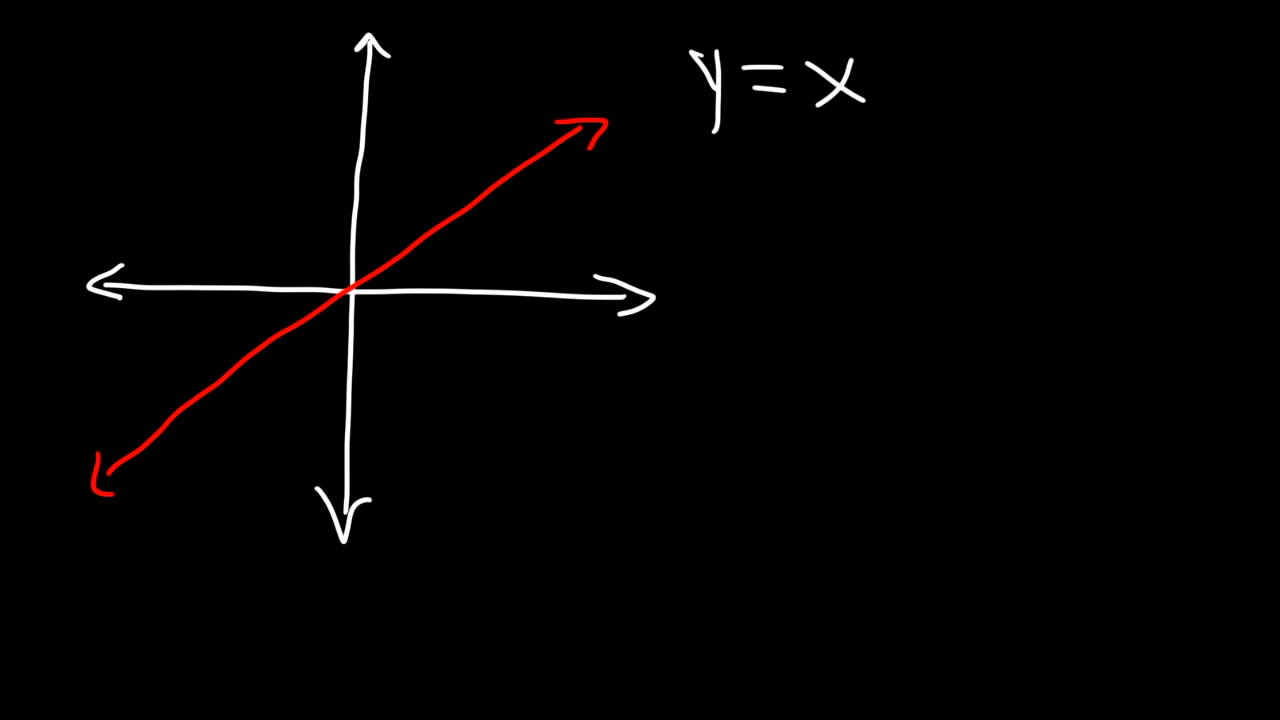 y = x